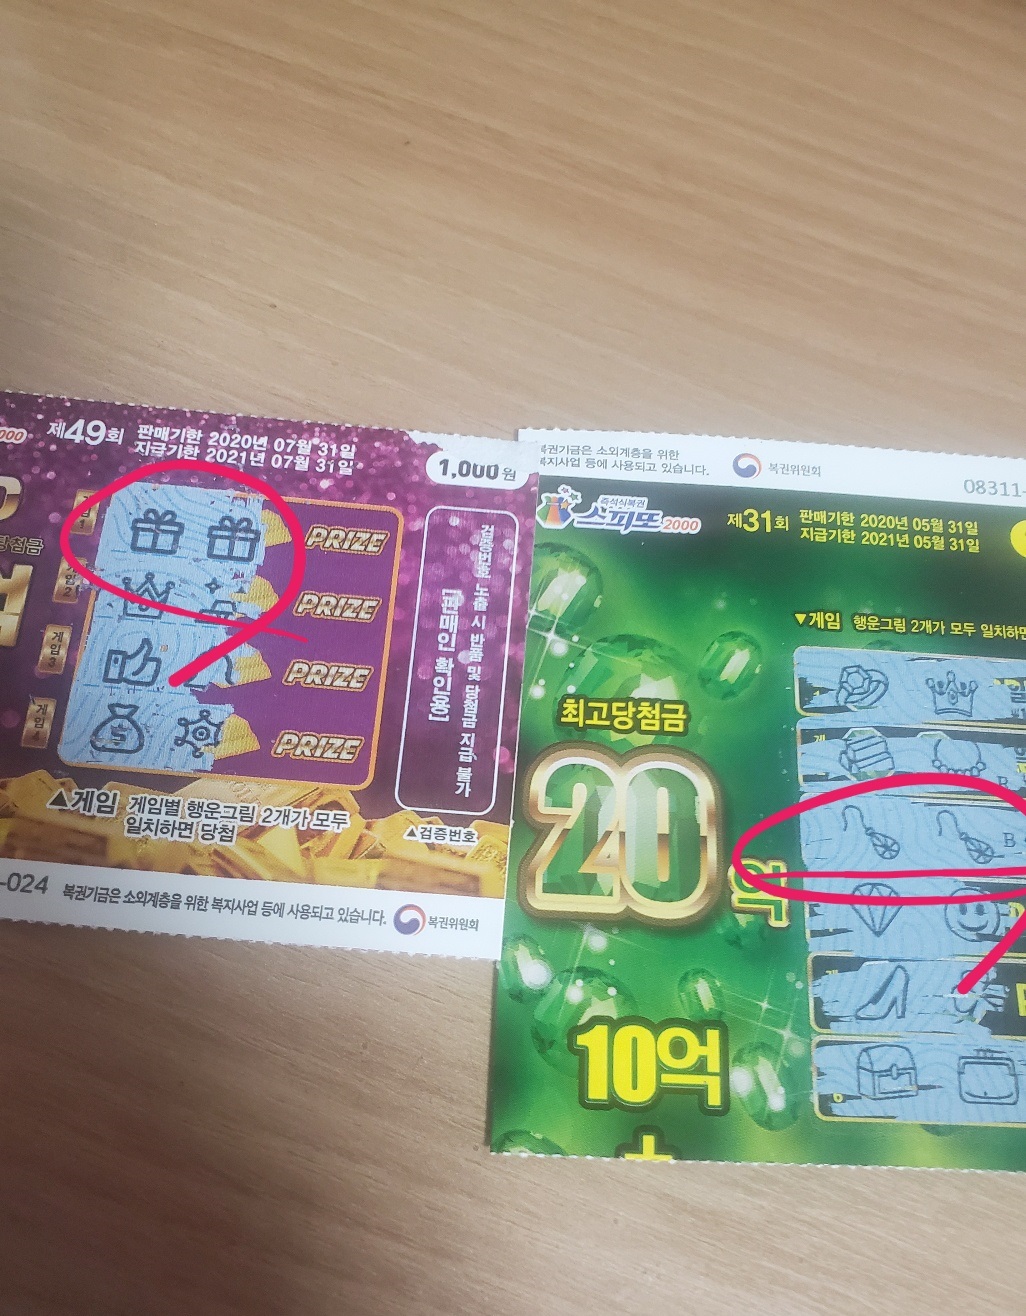 000
제49회
판매기한 2020년 07월 31일
지급기한 2021년 07월 31일
1,000원
당첨금
PRIZE
게임2
PRIZE
게임3
PRIZE
게임4
PRIZE
검증번호 노출 시 반품 및 당첨금 지급 불가
[판매인 확인용]
▲게임 게임별 행운그림 2개가 모두
일치하면 당첨
▲검증번호
-024
복권기금은 소외계층을 위한 복지사업 등에 사용되고 있습니다.
복권위원회
복권기금은 소외계층을 위한
복지사업 등에 사용되고 있습니다.
복권위원회
08311-
즉석식복권
스피또2000
제31회
판매기한 2020년 05월 31일
지급기한 2021년 05월 31일
▼게임 행운그림 2개가 모두 일치하면
최고당첨금
20억
B
10억
+